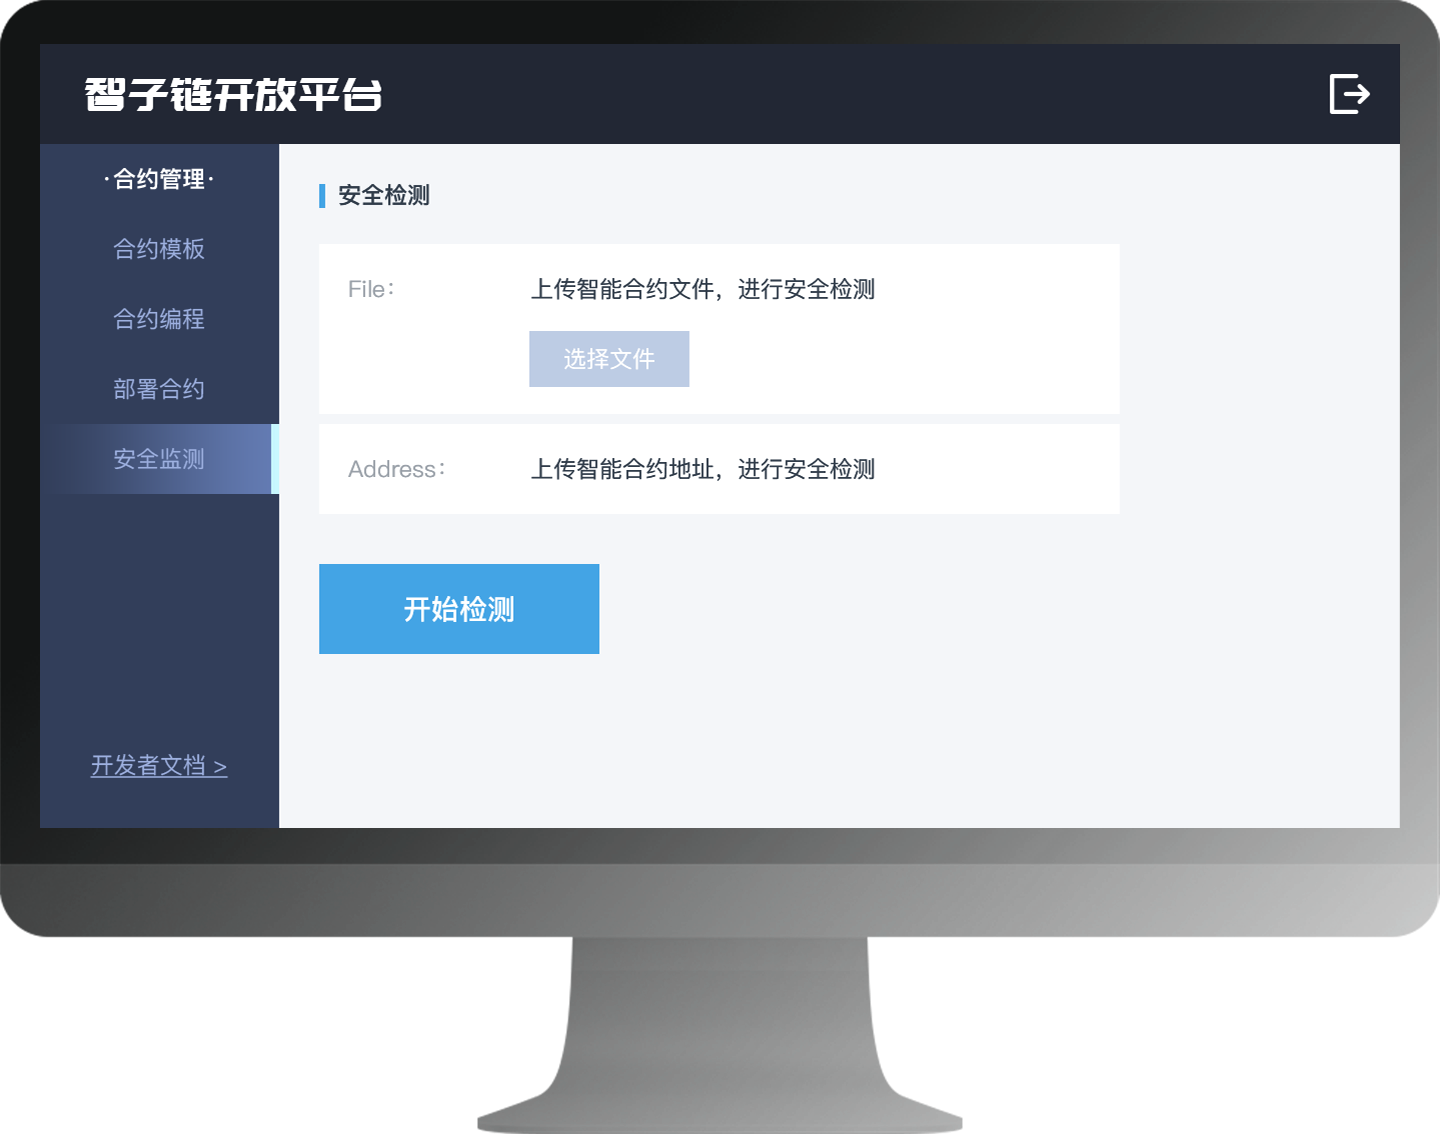 智子链开放平台
·合约管理·
合约模板
合约编程
部署合约
安全监测
开发者文档 >
安全检测
File：
上传智能合约文件，进行安全检测
选择文件
Address：
上传智能合约地址，进行安全检测
开始检测